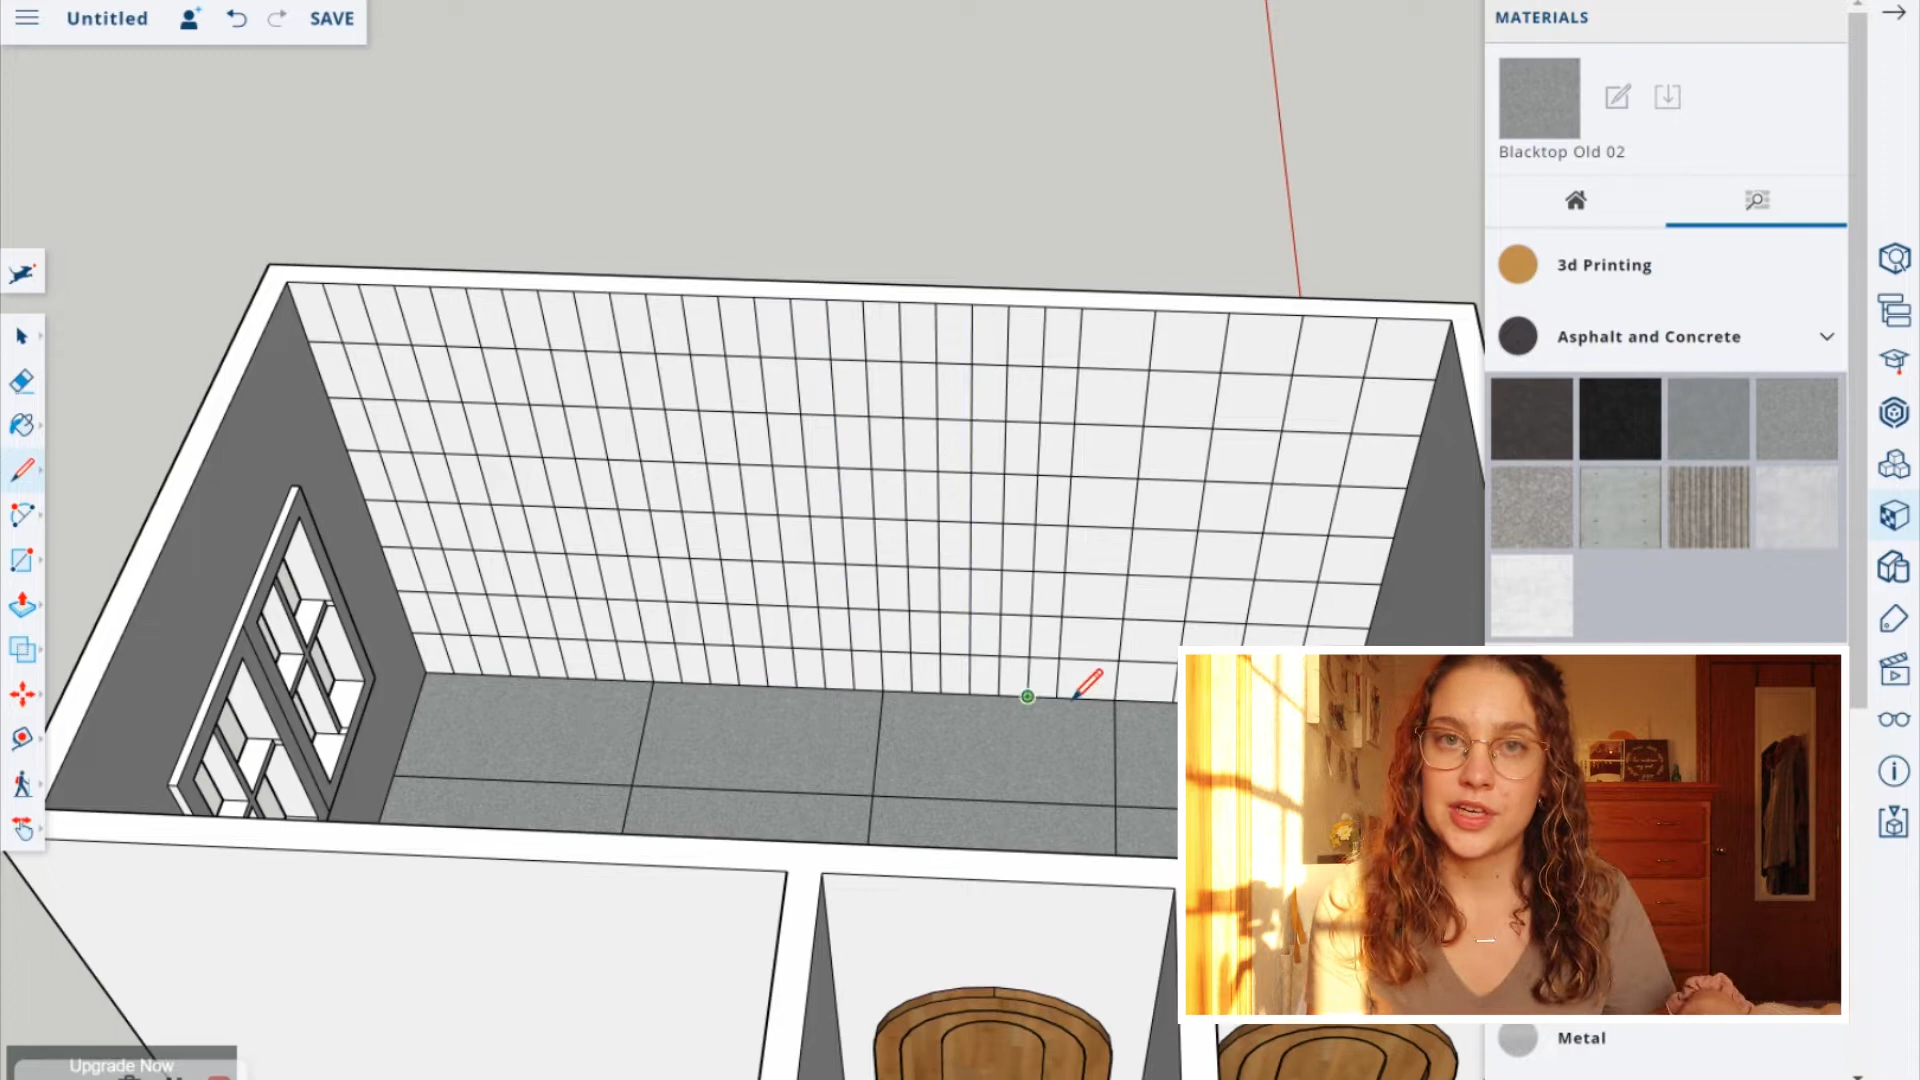 Untitled
SAVE
MATERIALS
Blacktop Old 02
3d Printing
Asphalt and Concrete
Metal
Upgrade Now